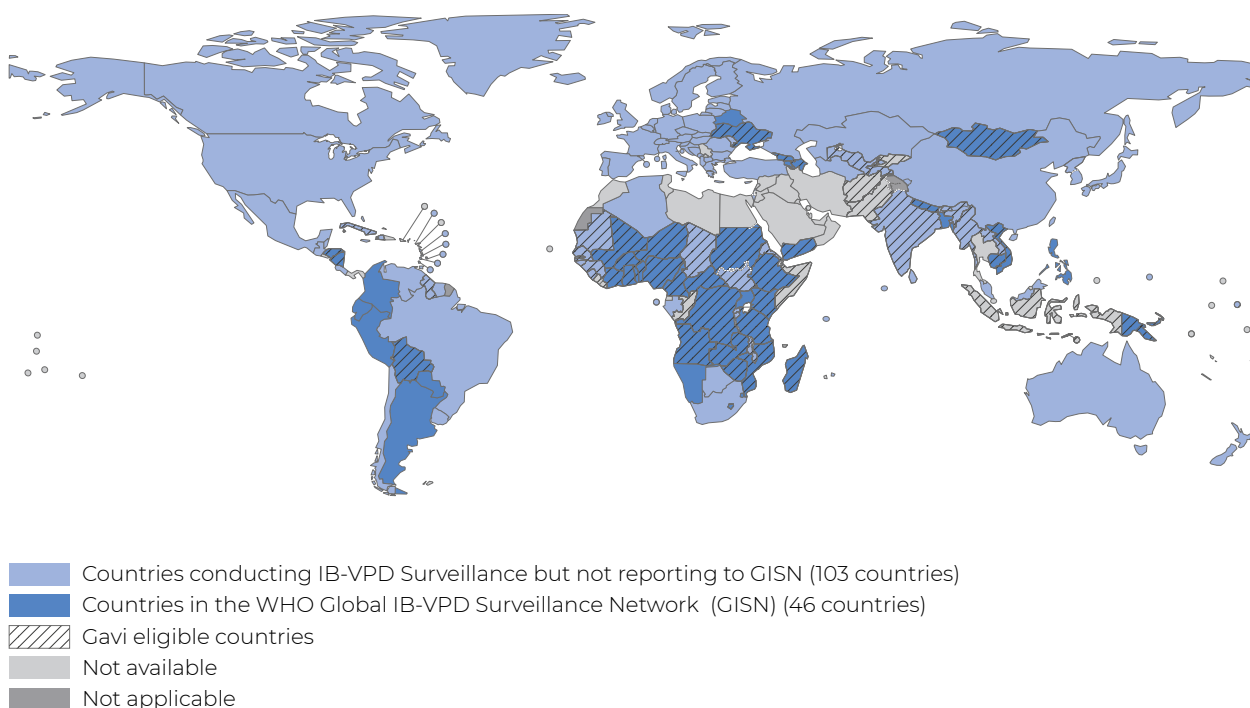 Countries conducting IB-VPD Surveillance but not reporting to GISN (103 countries)
Countries in the WHO Global IB-VPD Surveillance Network  (GISN) (46 countries)
Gavi eligible countries
Not available
Not applicable